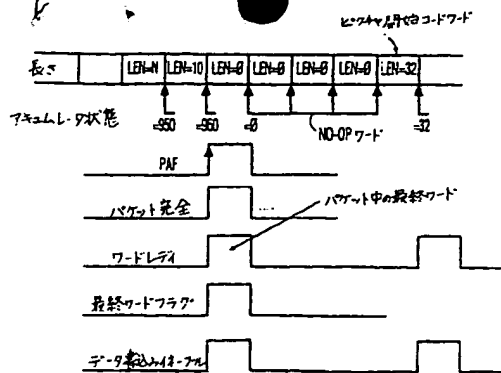 ピクチャ開始コードワード
長さ LEN=N LEN=10 LEN=0 LEN=0 LEN=0 LEN=0 LEN=32
アキュムレータ状態 =950 =960 =0 NO-OPワード =32
PAF
パケット完全
パケット中の最終ワード
ワードレディ
最終ワードフラグ
データ書込みイネーブル